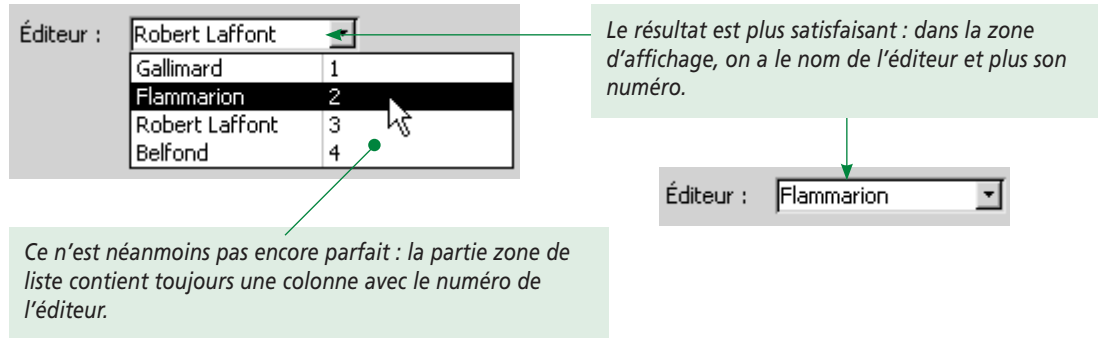 Éditeur :
Robert Laffont
Gallimard 1
Flammarion 2
Robert Laffont 3
Belfond 4
Le résultat est plus satisfaisant : dans la zone
d’affichage, on a le nom de l’éditeur et plus son
numéro.
Éditeur : Flammarion
Ce n’est néanmoins pas encore parfait : la partie zone de
liste contient toujours une colonne avec le numéro de
l’éditeur.